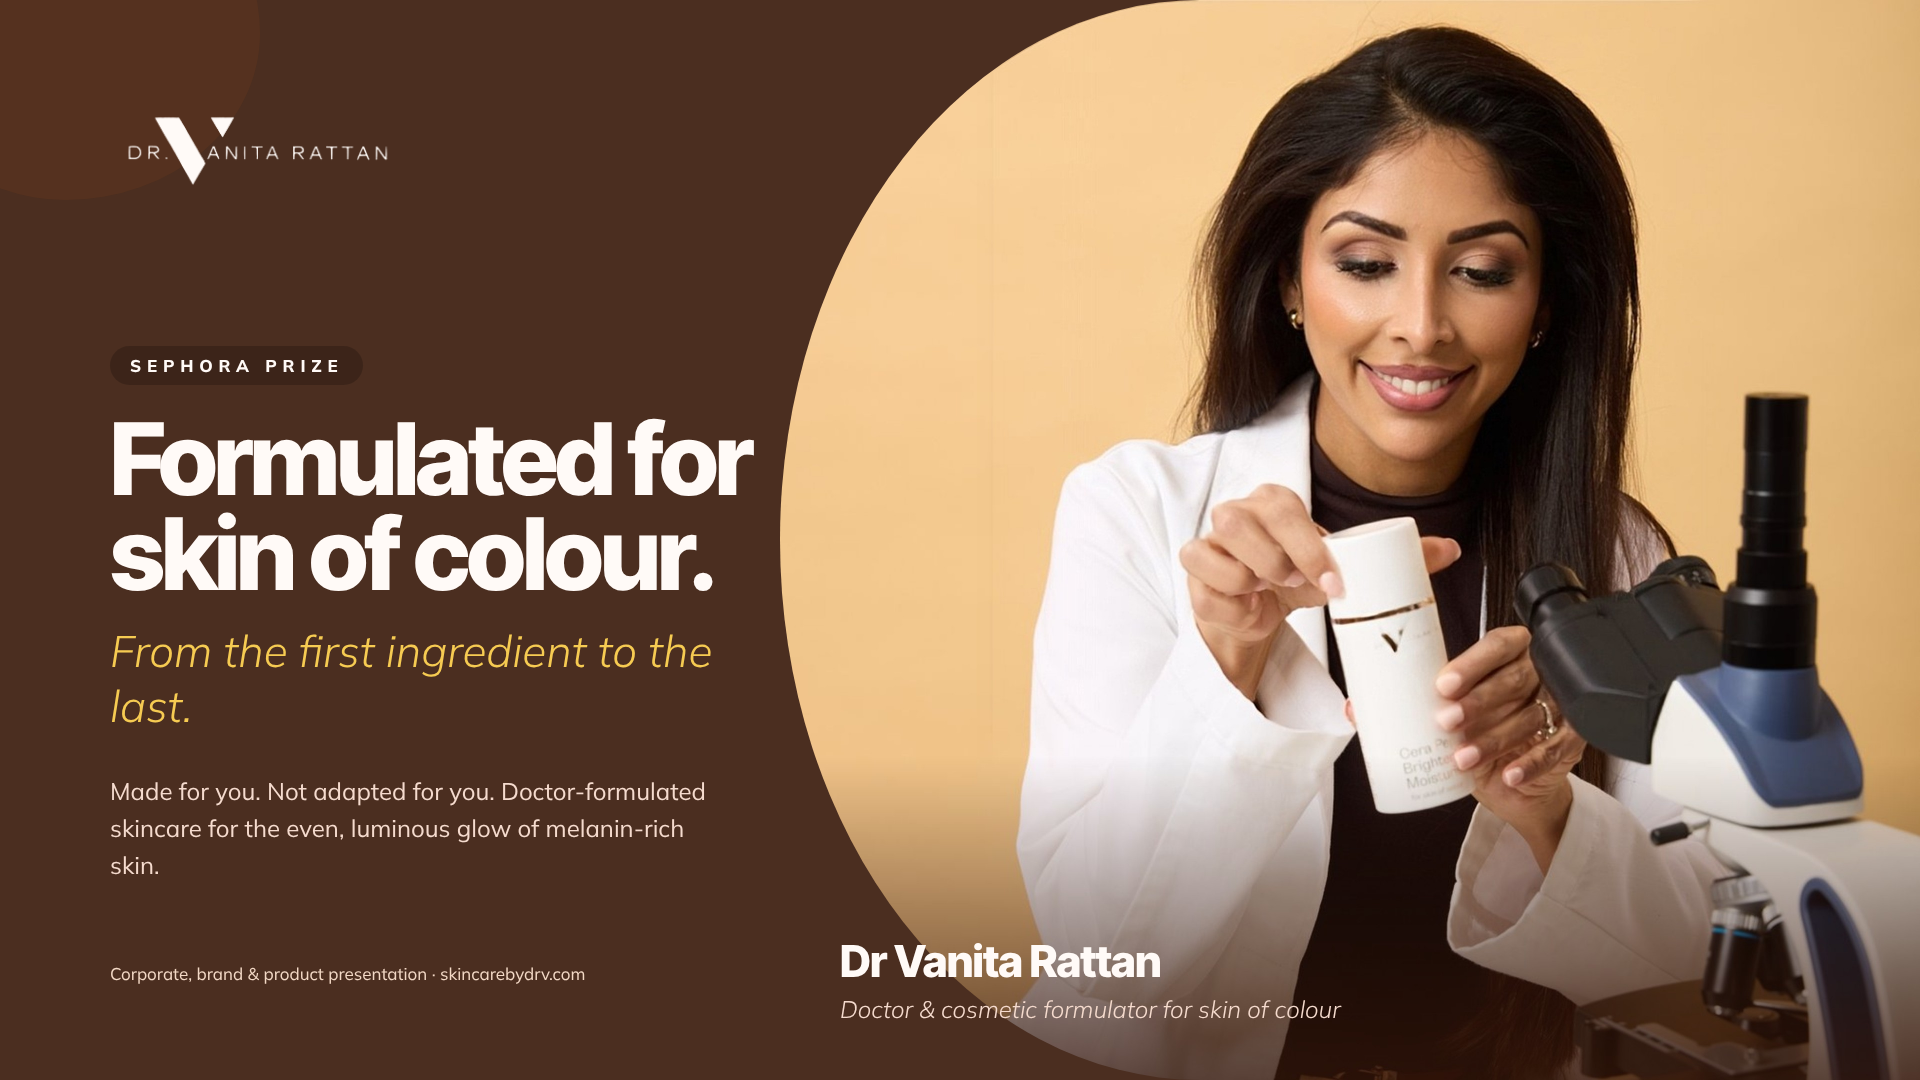 DR. VANITA RATTAN
SEPHORA PRIZE
Formulated for
skin of colour.
From the first ingredient to the
last.
Made for you. Not adapted for you. Doctor-formulated
skincare for the even, luminous glow of melanin-rich
skin.
Corporate, brand & product presentation · skincarebydrv.com
Cera
Moistu
Dr Vanita Rattan
Doctor & cosmetic formulator for skin of colour